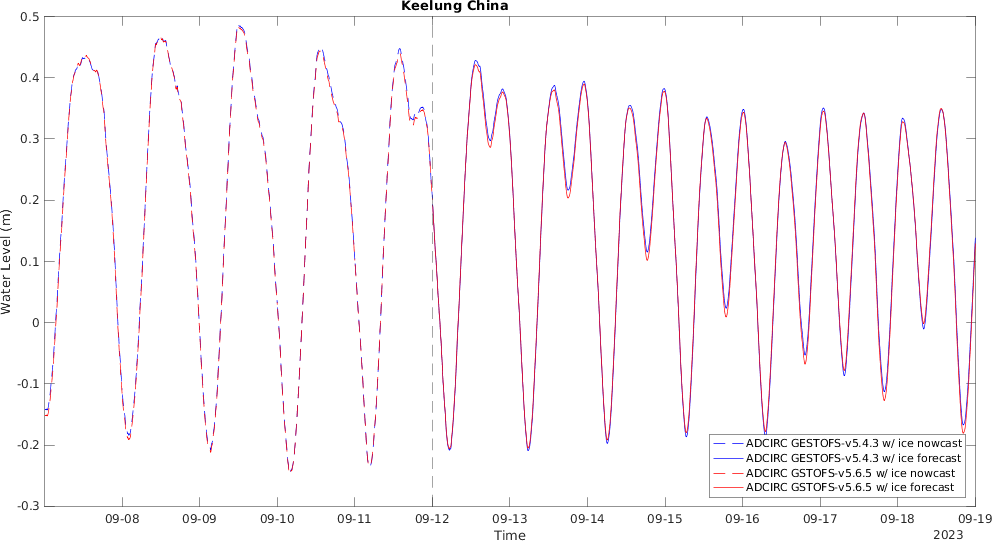 Keelung China
0.5
0.4
0.3
0.2
0.1
0
-0.1
-0.2
-0.3
Water Level (m)
ADCIRC GESTOFS-v5.4.3 w/ ice nowcast
ADCIRC GESTOFS-v5.4.3 w/ ice forecast
ADCIRC GSTOFS-v5.6.5 w/ ice nowcast
ADCIRC GSTOFS-v5.6.5 w/ ice forecast
09-08 09-09 09-10 09-11 09-12 09-13 09-14 09-15 09-16 09-17 09-18 09-19
Time
2023